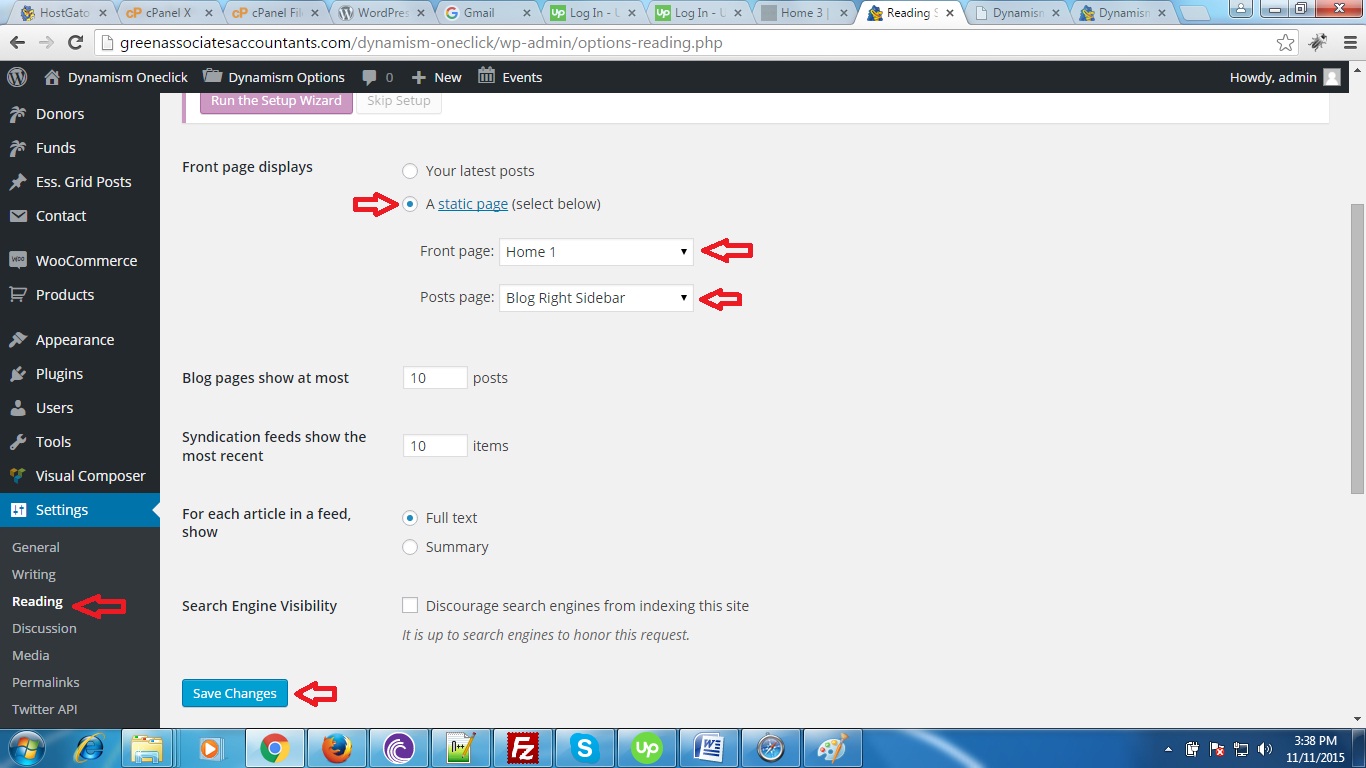 HostGato
cPanel X
cPanel File
WordPres
Gmail
Log In - U
Log In - U
Home 3 |
Reading S
Dynamism
Dynamism
greenassociatesaccountants.com/dynamism-oneclick/wp-admin/options-reading.php
Dynamism Oneclick
Dynamism Options
0
New
Events
Howdy, admin
Donors
Funds
Ess. Grid Posts
Contact
WooCommerce
Products
Appearance
Plugins
Users
Tools
Visual Composer
Settings
General
Writing
Reading
Discussion
Media
Permalinks
Twitter API
Run the Setup Wizard
Skip Setup
Front page displays
Your latest posts
A static page (select below)
Front page: Home 1
Posts page: Blog Right Sidebar
Blog pages show at most
10 posts
Syndication feeds show the
most recent
10 items
For each article in a feed,
show
Full text
Summary
Search Engine Visibility
Discourage search engines from indexing this site
It is up to search engines to honor this request.
Save Changes
3:38 PM
11/11/2015